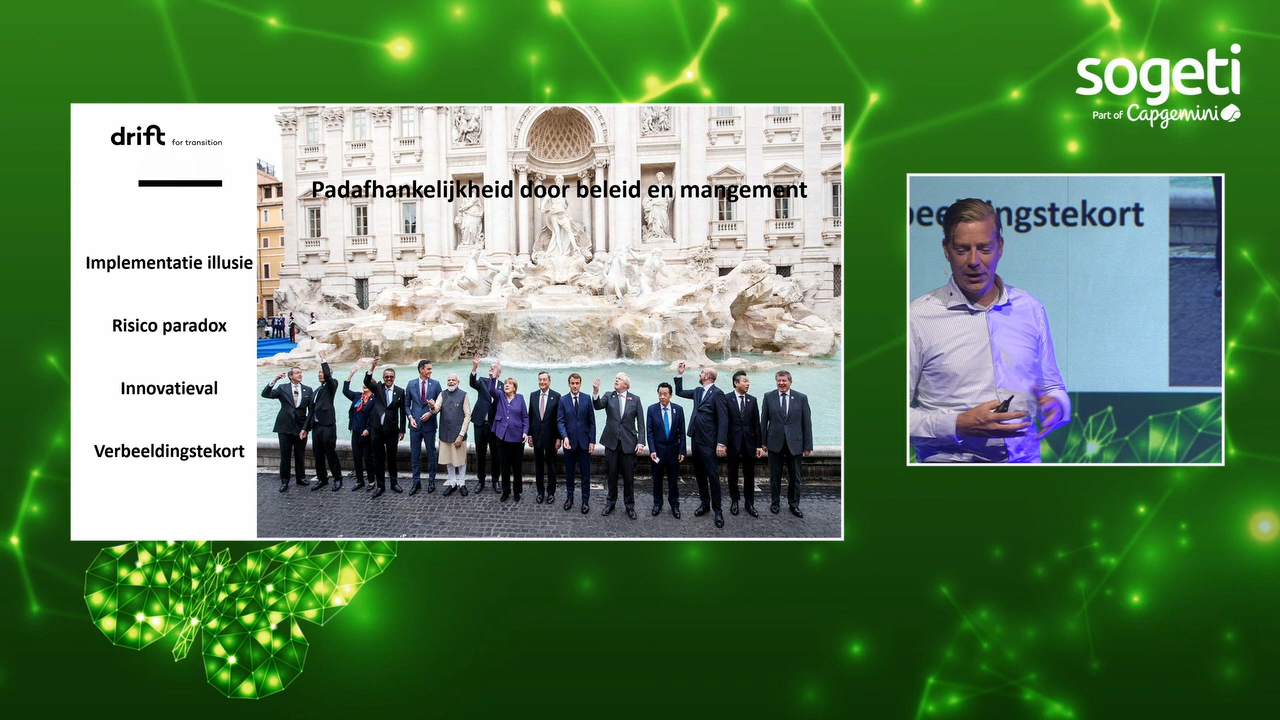 drift for transition
Padafhankelijkheid door beleid en mangement
Implementatie illusie
Risico paradox
Innovatieval
Verbeeldingstekort
sogeti
Part of Capgemini
beeldingstekort